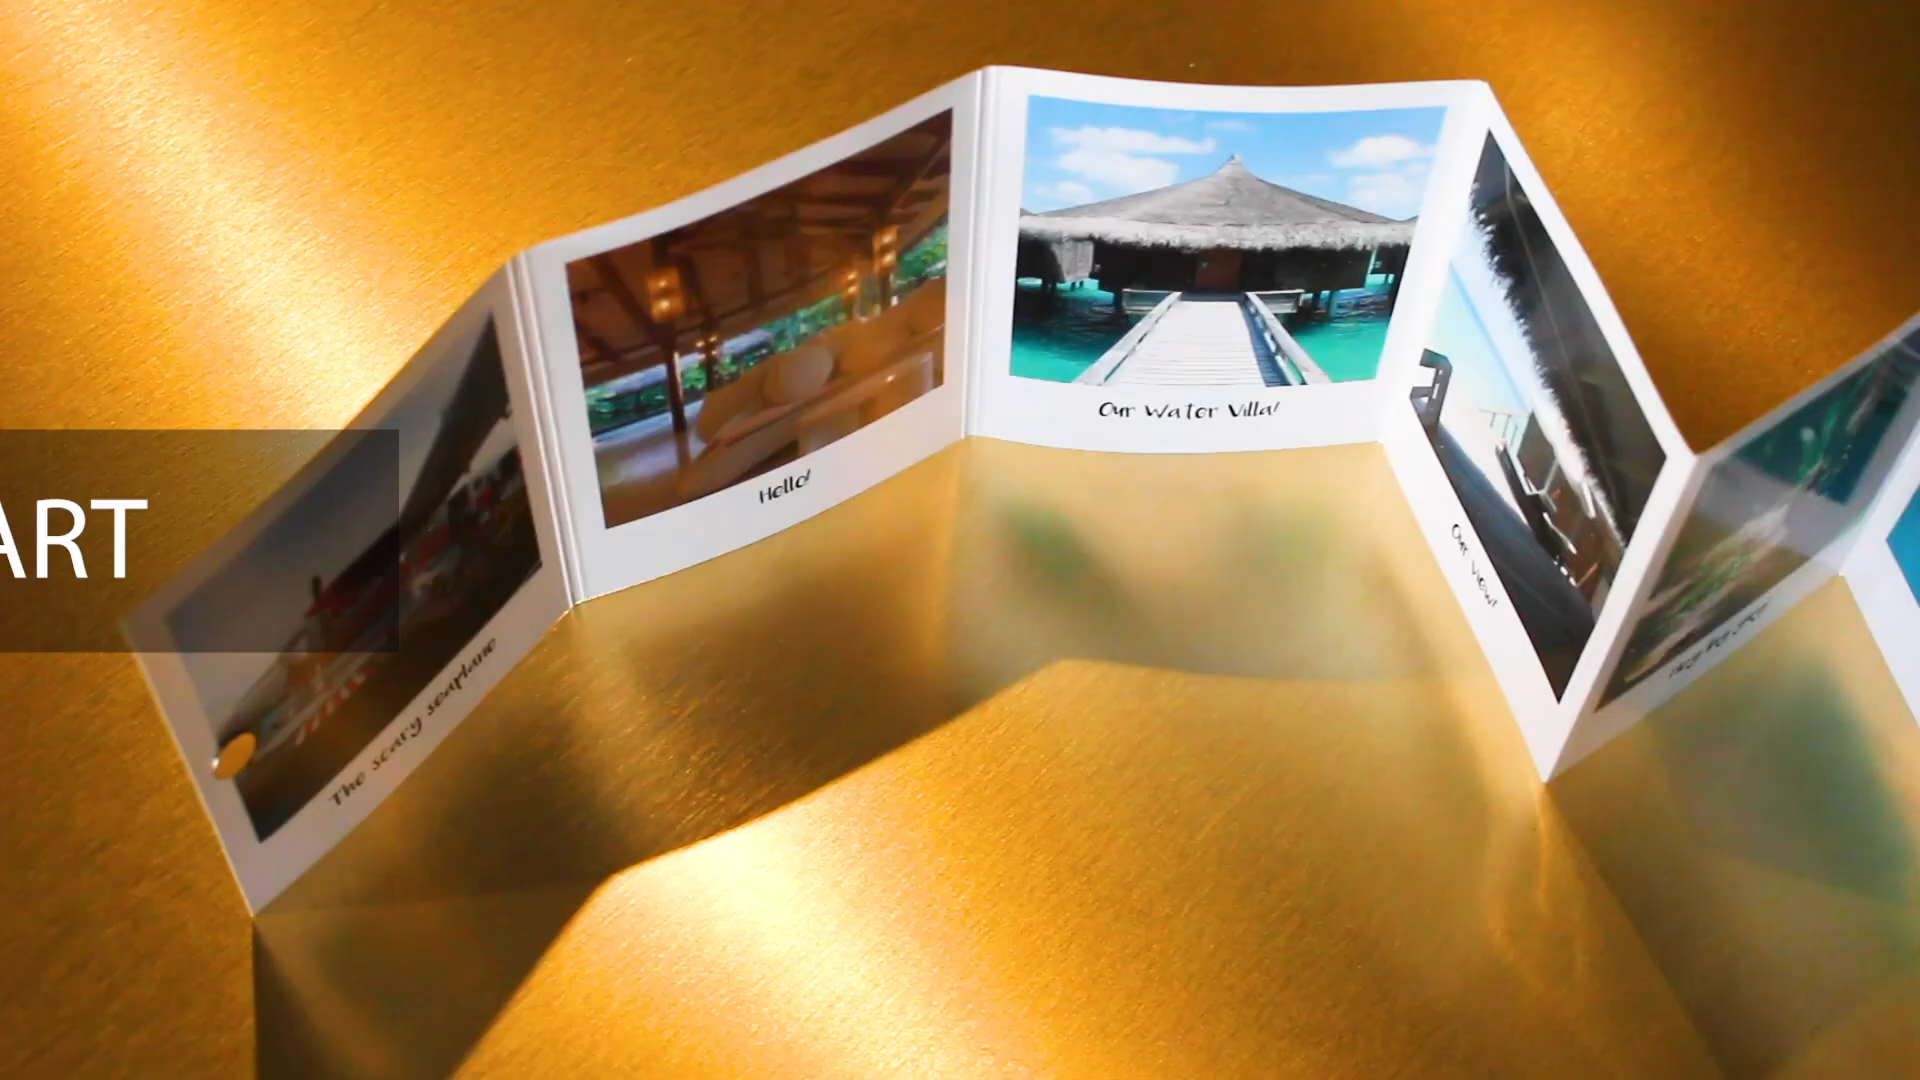 ART
The scary seaplane
Hello!
Our Water Villa!
Our View!